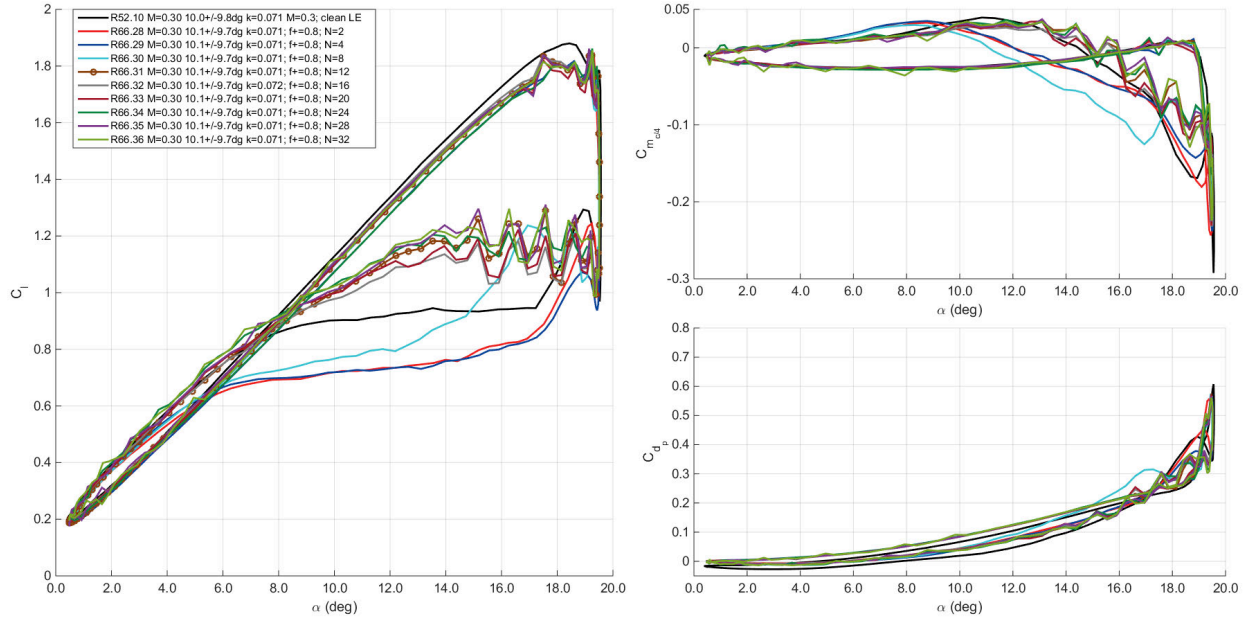 R52.10 M=0.30 10.0+/-9.8dg k=0.071 M=0.3; clean LE
R66.28 M=0.30 10.1+/-9.7dg k=0.071; f+=0.8; N=2
R66.29 M=0.30 10.1+/-9.7dg k=0.071; f+=0.8; N=4
R66.30 M=0.30 10.1+/-9.7dg k=0.071; f+=0.8; N=8
R66.31 M=0.30 10.1+/-9.7dg k=0.071; f+=0.8; N=12
R66.32 M=0.30 10.1+/-9.7dg k=0.072; f+=0.8; N=16
R66.33 M=0.30 10.1+/-9.7dg k=0.071; f+=0.8; N=20
R66.34 M=0.30 10.1+/-9.7dg k=0.071; f+=0.8; N=24
R66.35 M=0.30 10.1+/-9.7dg k=0.071; f+=0.8; N=28
R66.36 M=0.30 10.1+/-9.7dg k=0.071; f+=0.8; N=32
2
1.8
1.6
1.4
1.2
1
0.8
0.6
0.4
0.2
0
C_l
0.0 2.0 4.0 6.0 8.0 10.0 12.0 14.0 16.0 18.0 20.0
α (deg)
0.05
0
-0.1
-0.2
-0.3
C_m_c/4
0.0 2.0 4.0 6.0 8.0 10.0 12.0 14.0 16.0 18.0 20.0
α (deg)
0.8
0.7
0.6
0.5
0.4
0.3
0.2
0.1
0
C_d_p
0.0 2.0 4.0 6.0 8.0 10.0 12.0 14.0 16.0 18.0 20.0
α (deg)